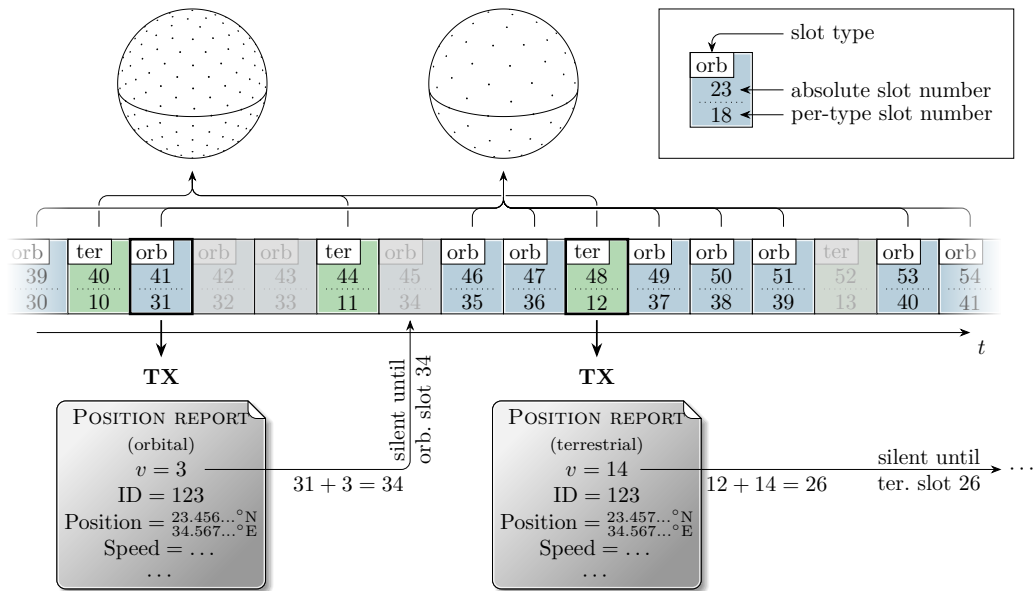 slot type
orb
23
absolute slot number
18
per-type slot number
orb ter orb orb orb ter orb orb orb ter orb orb orb ter orb orb
39 40 41 42 43 44 45 46 47 48 49 50 51 52 53 54
30 10 31 32 33 11 34 35 36 12 37 38 39 13 40 41
t
TX
silent until
orb. slot 34
TX
POSITION REPORT
(orbital)
v = 3
31 + 3 = 34
ID = 123
Position = 23.456...°N
34.567...°E
Speed = ...
...
POSITION REPORT
(terrestrial)
v = 14
12 + 14 = 26
silent until
ter. slot 26
...
ID = 123
Position = 23.457...°N
34.567...°E
Speed = ...
...